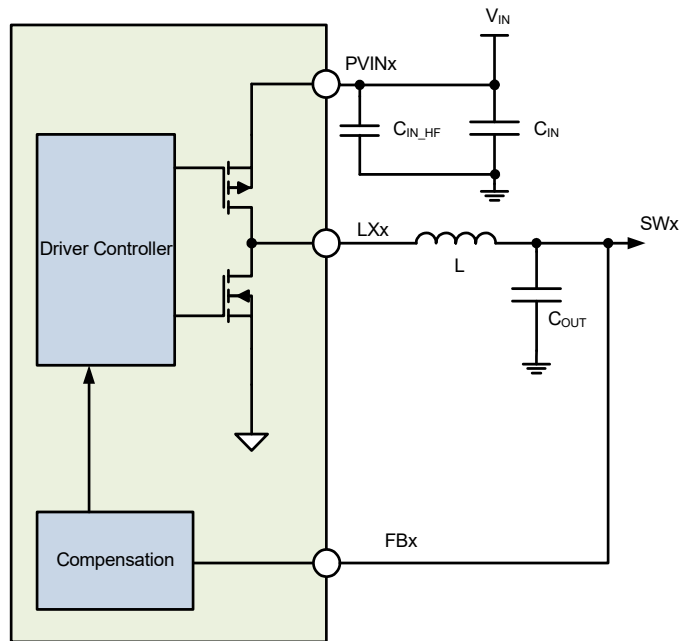 VIN
PVINx
CIN_HF
CIN
Driver Controller
LXx
SWx
L
COUT
Compensation
FBx